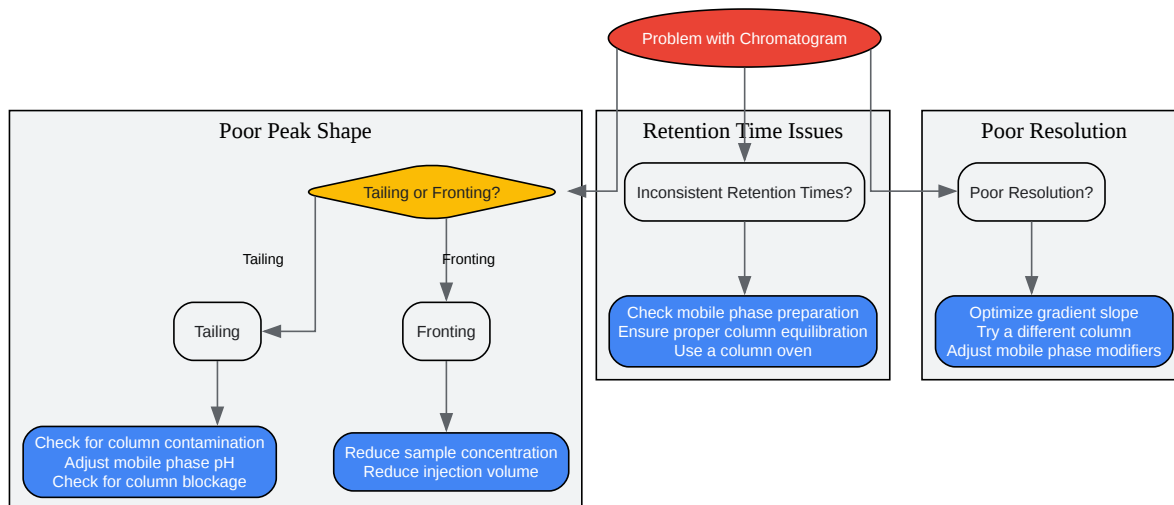 Problem with Chromatogram
Poor Peak Shape
Tailing or Fronting?
Tailing
Fronting
Tailing
Fronting
Check for column contamination
Adjust mobile phase pH
Check for column blockage
Reduce sample concentration
Reduce injection volume
Retention Time Issues
Inconsistent Retention Times?
Check mobile phase preparation
Ensure proper column equilibration
Use a column oven
Poor Resolution
Poor Resolution?
Optimize gradient slope
Try a different column
Adjust mobile phase modifiers